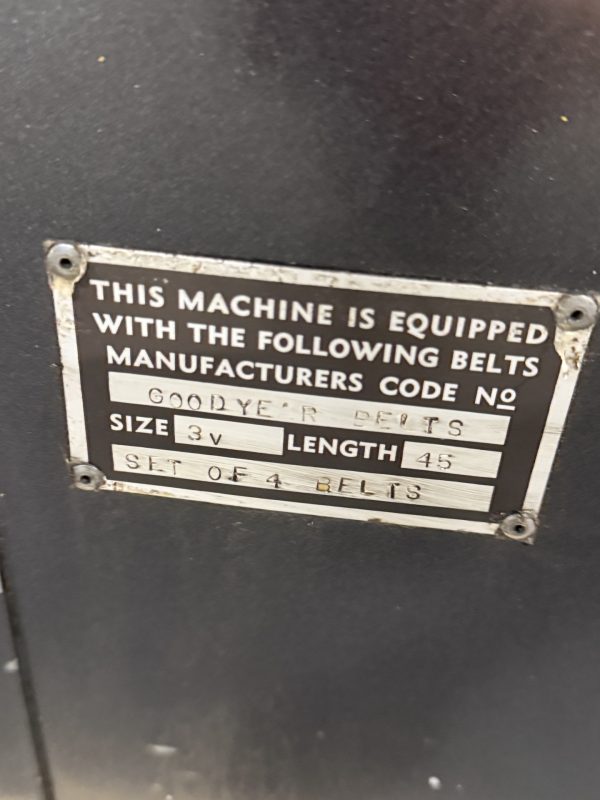 THIS MACHINE IS EQUIPPED
WITH THE FOLLOWING BELTS
MANUFACTURERS CODE Nº
GOODYE'R BELTS
SIZE 3V LENGTH 45
SET OF 4 BELTS